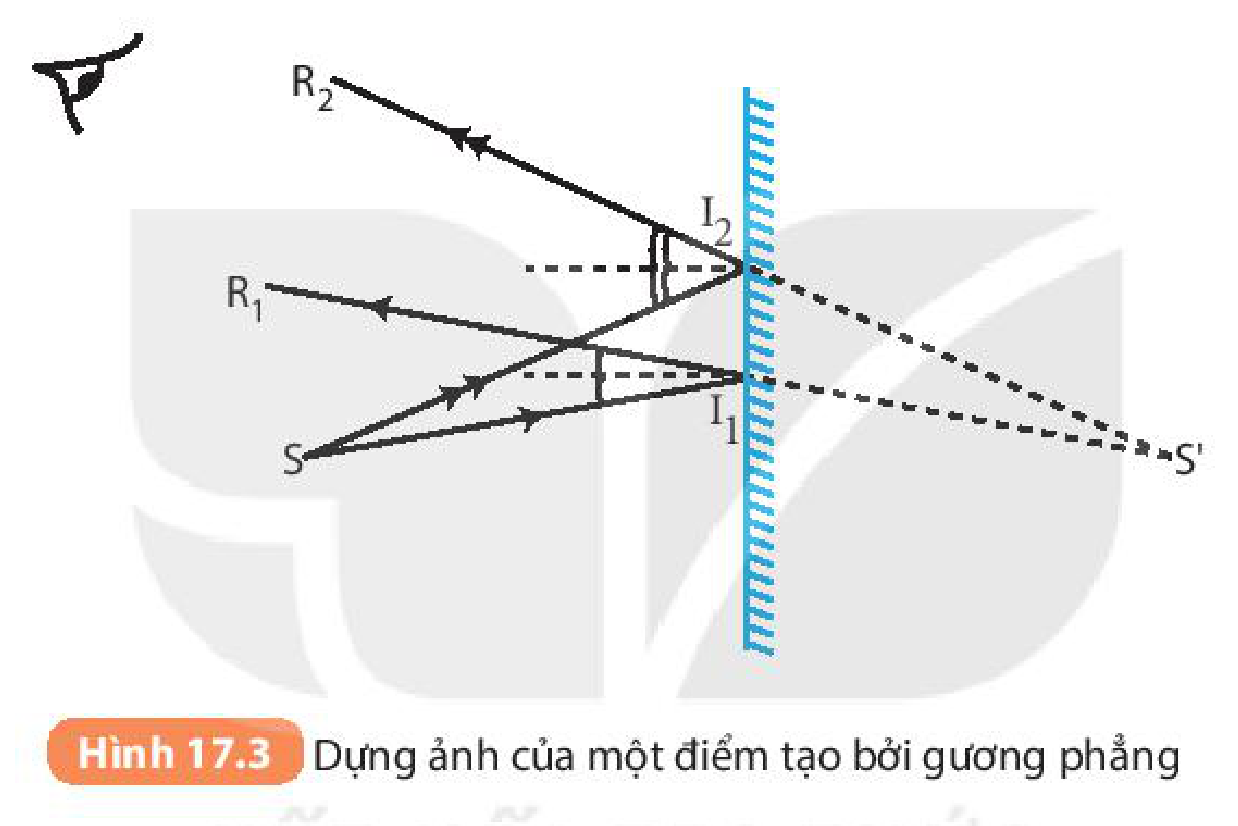 R2
I2
R1
I1
S
S'
Hình 17.3 Dựng ảnh của một điểm tạo bởi gương phẳng